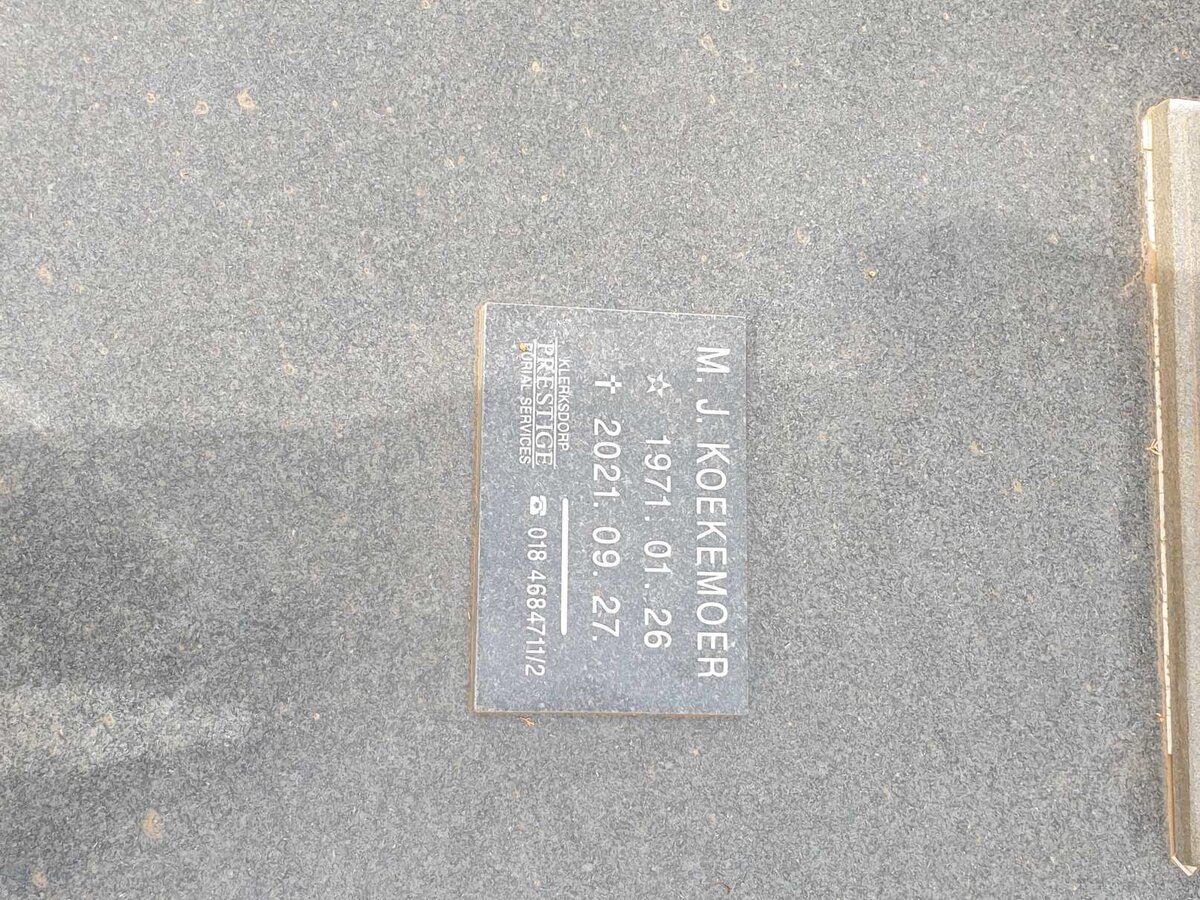 M. J. KOEKEMOER
☆ 1971. 01. 26
✝ 2021. 09. 27.
KLERKSDORP
PRESTIGE
BURIAL SERVICES
☎ 018 4684711/2